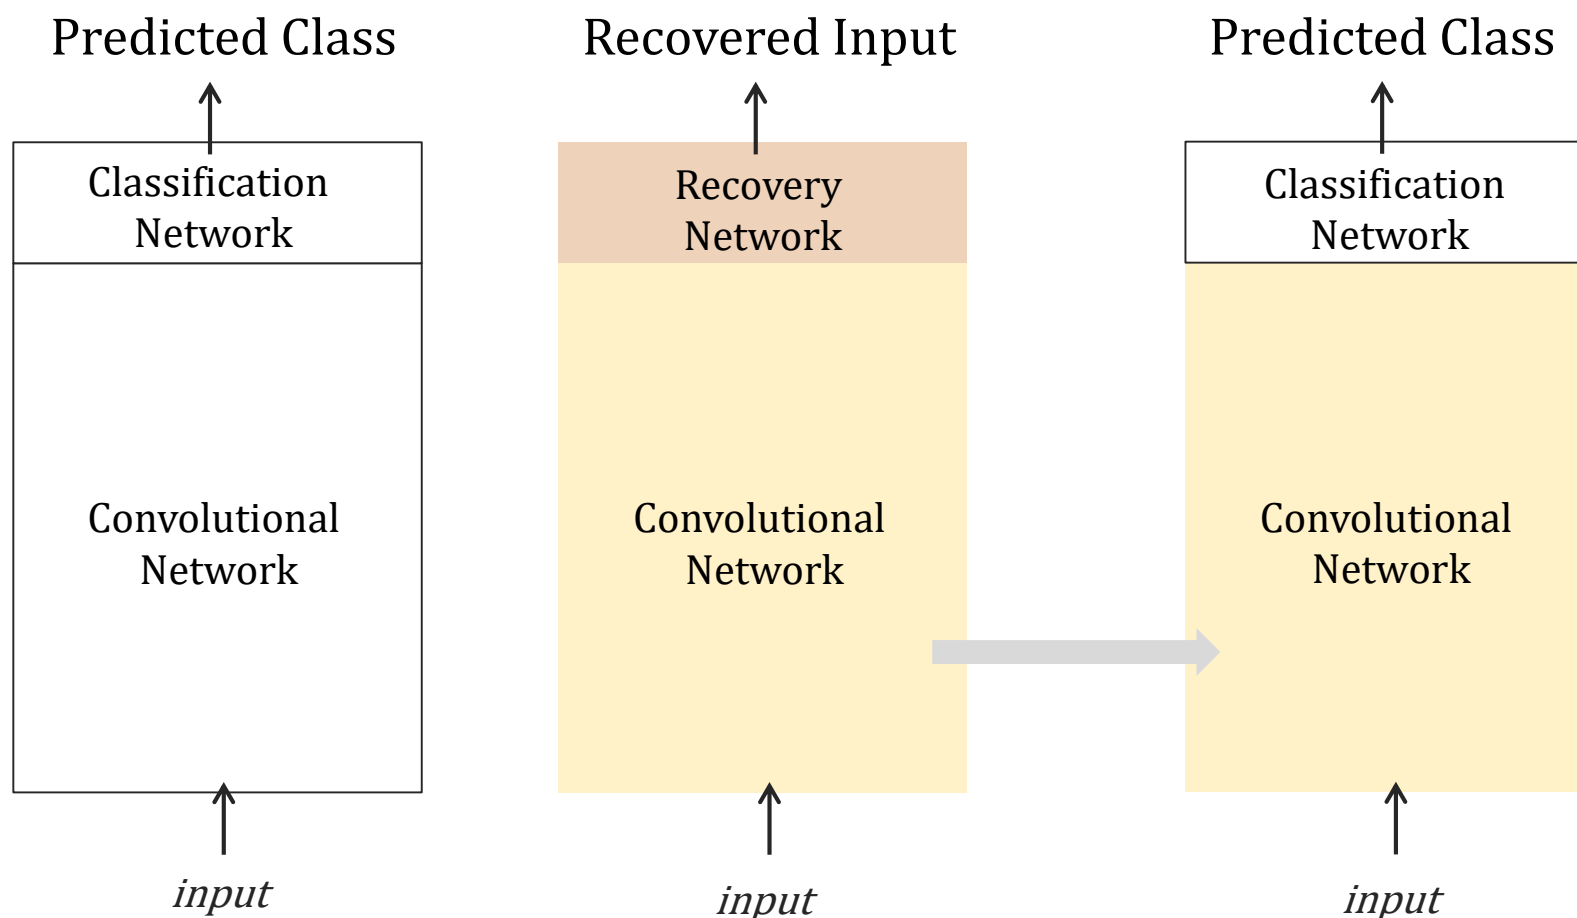 Predicted Class
Classification
Network
Convolutional
Network
input
Recovered Input
Recovery
Network
Convolutional
Network
input
Predicted Class
Classification
Network
Convolutional
Network
input